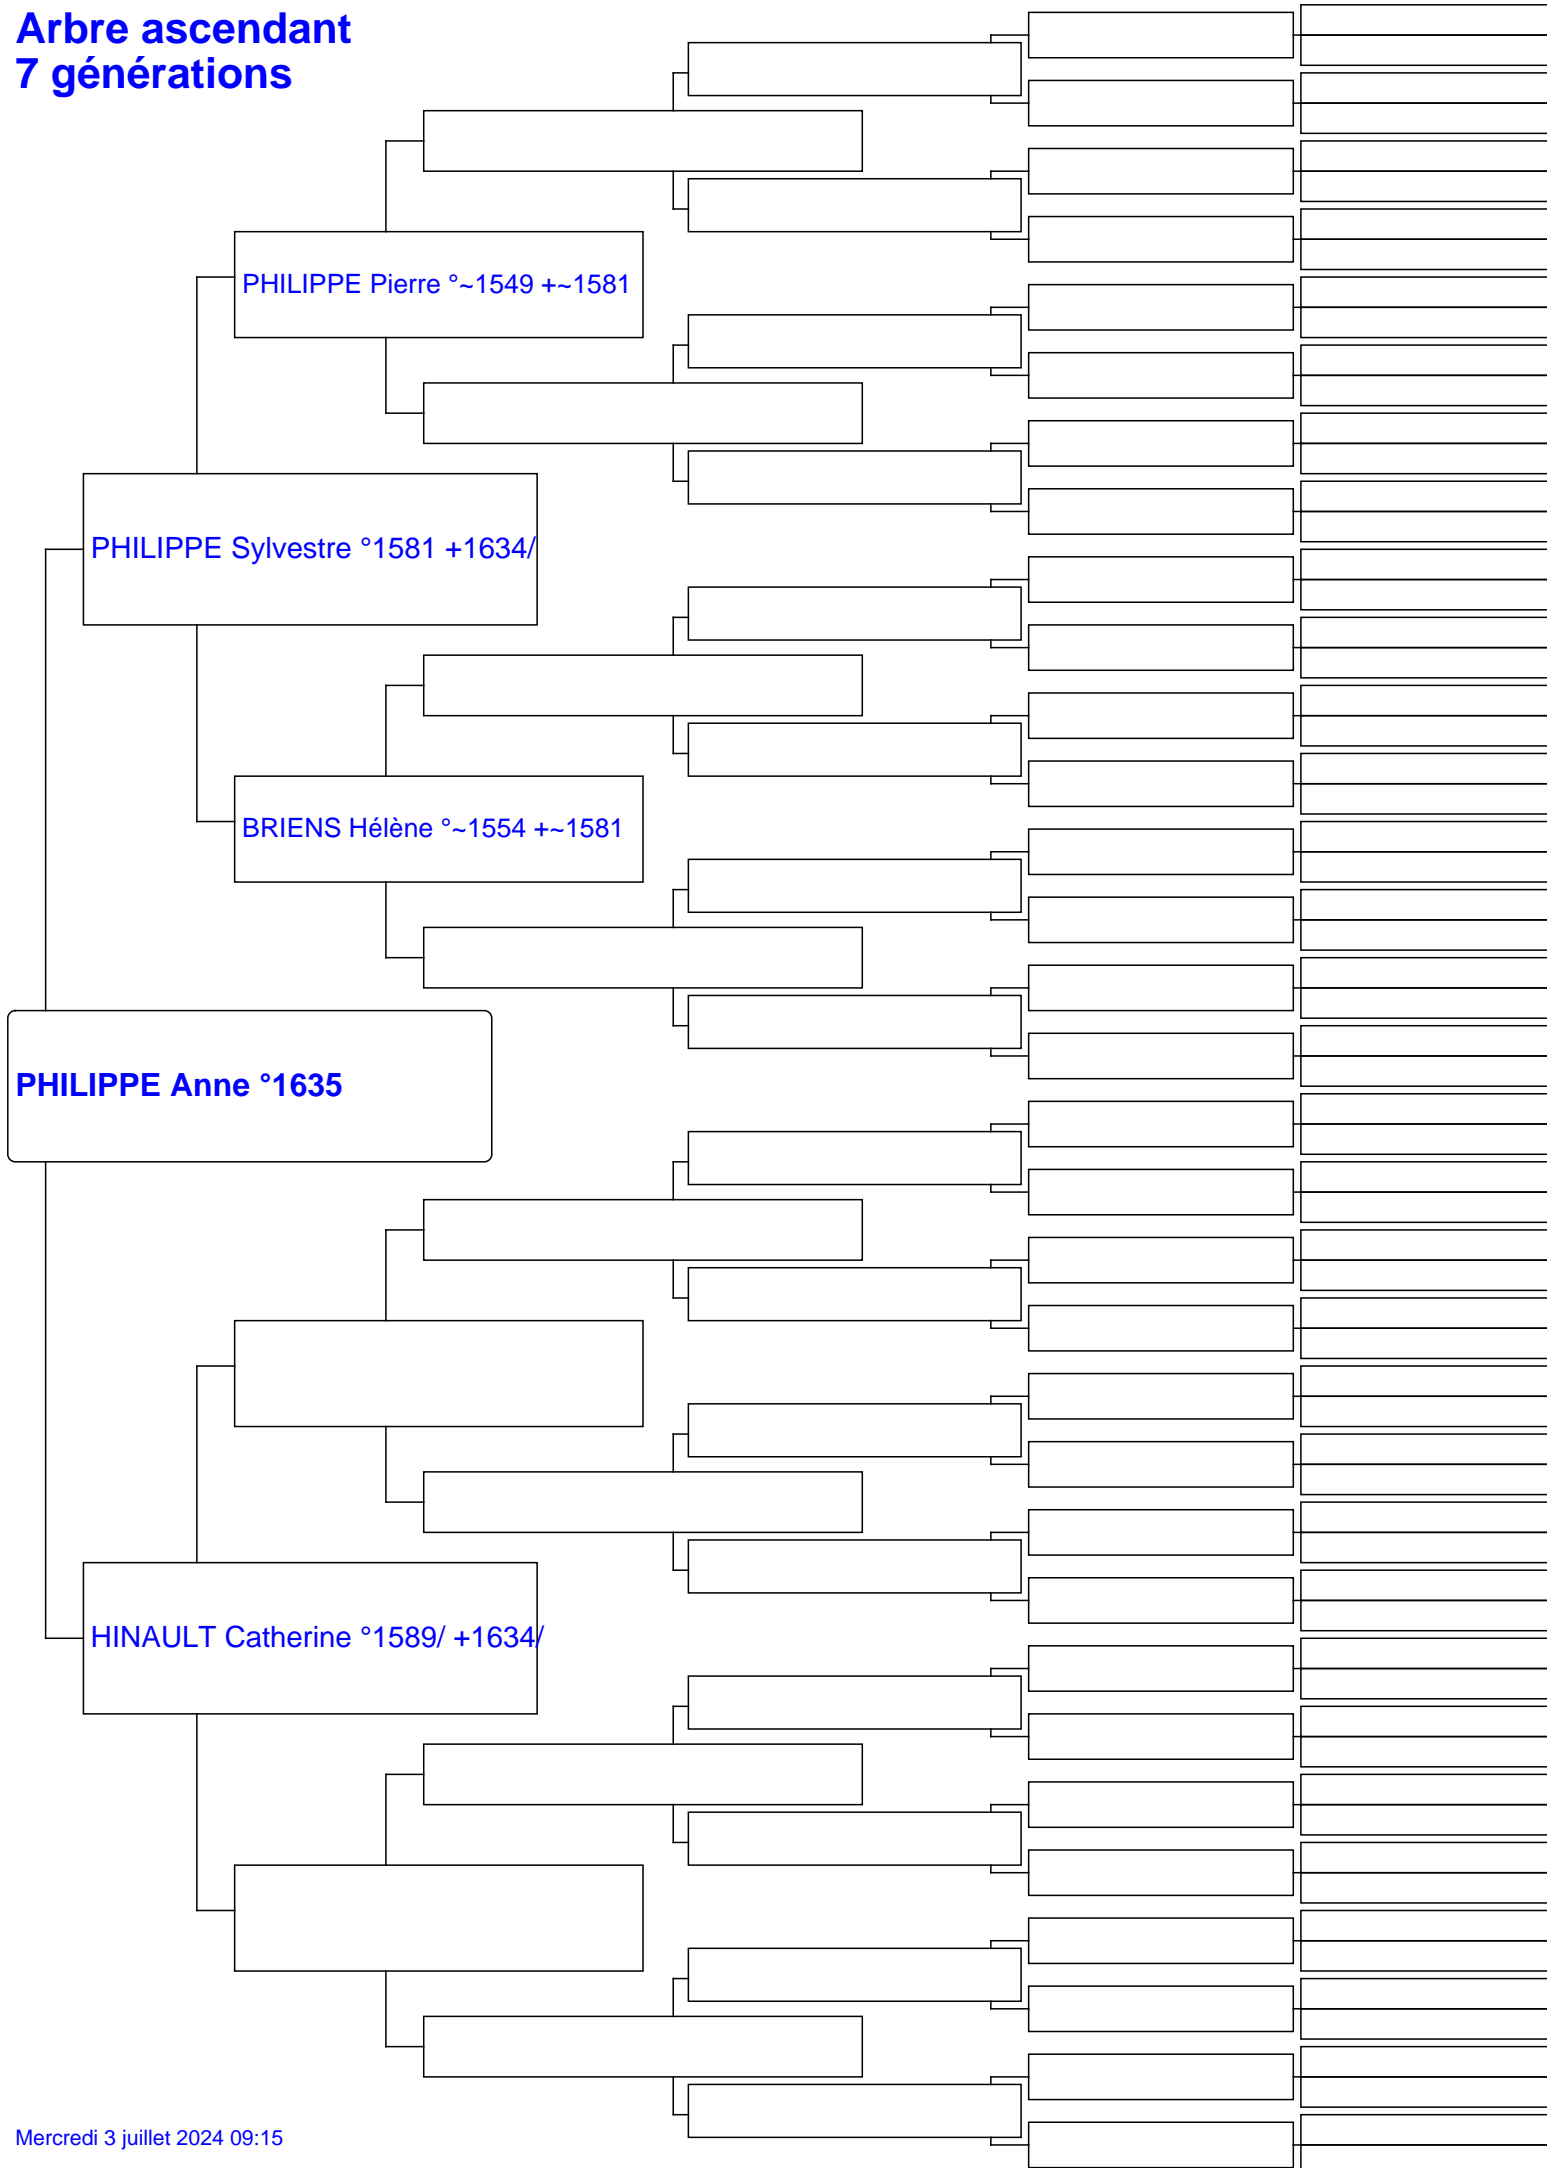 Arbre ascendant
7 générations
PHILIPPE Pierre °~1549 +~1581
PHILIPPE Sylvestre °1581 +1634/
BRIENS Hélène °~1554 +~1581
PHILIPPE Anne °1635
HINAULT Catherine °1589/ +1634/
Mercredi 3 juillet 2024 09:15